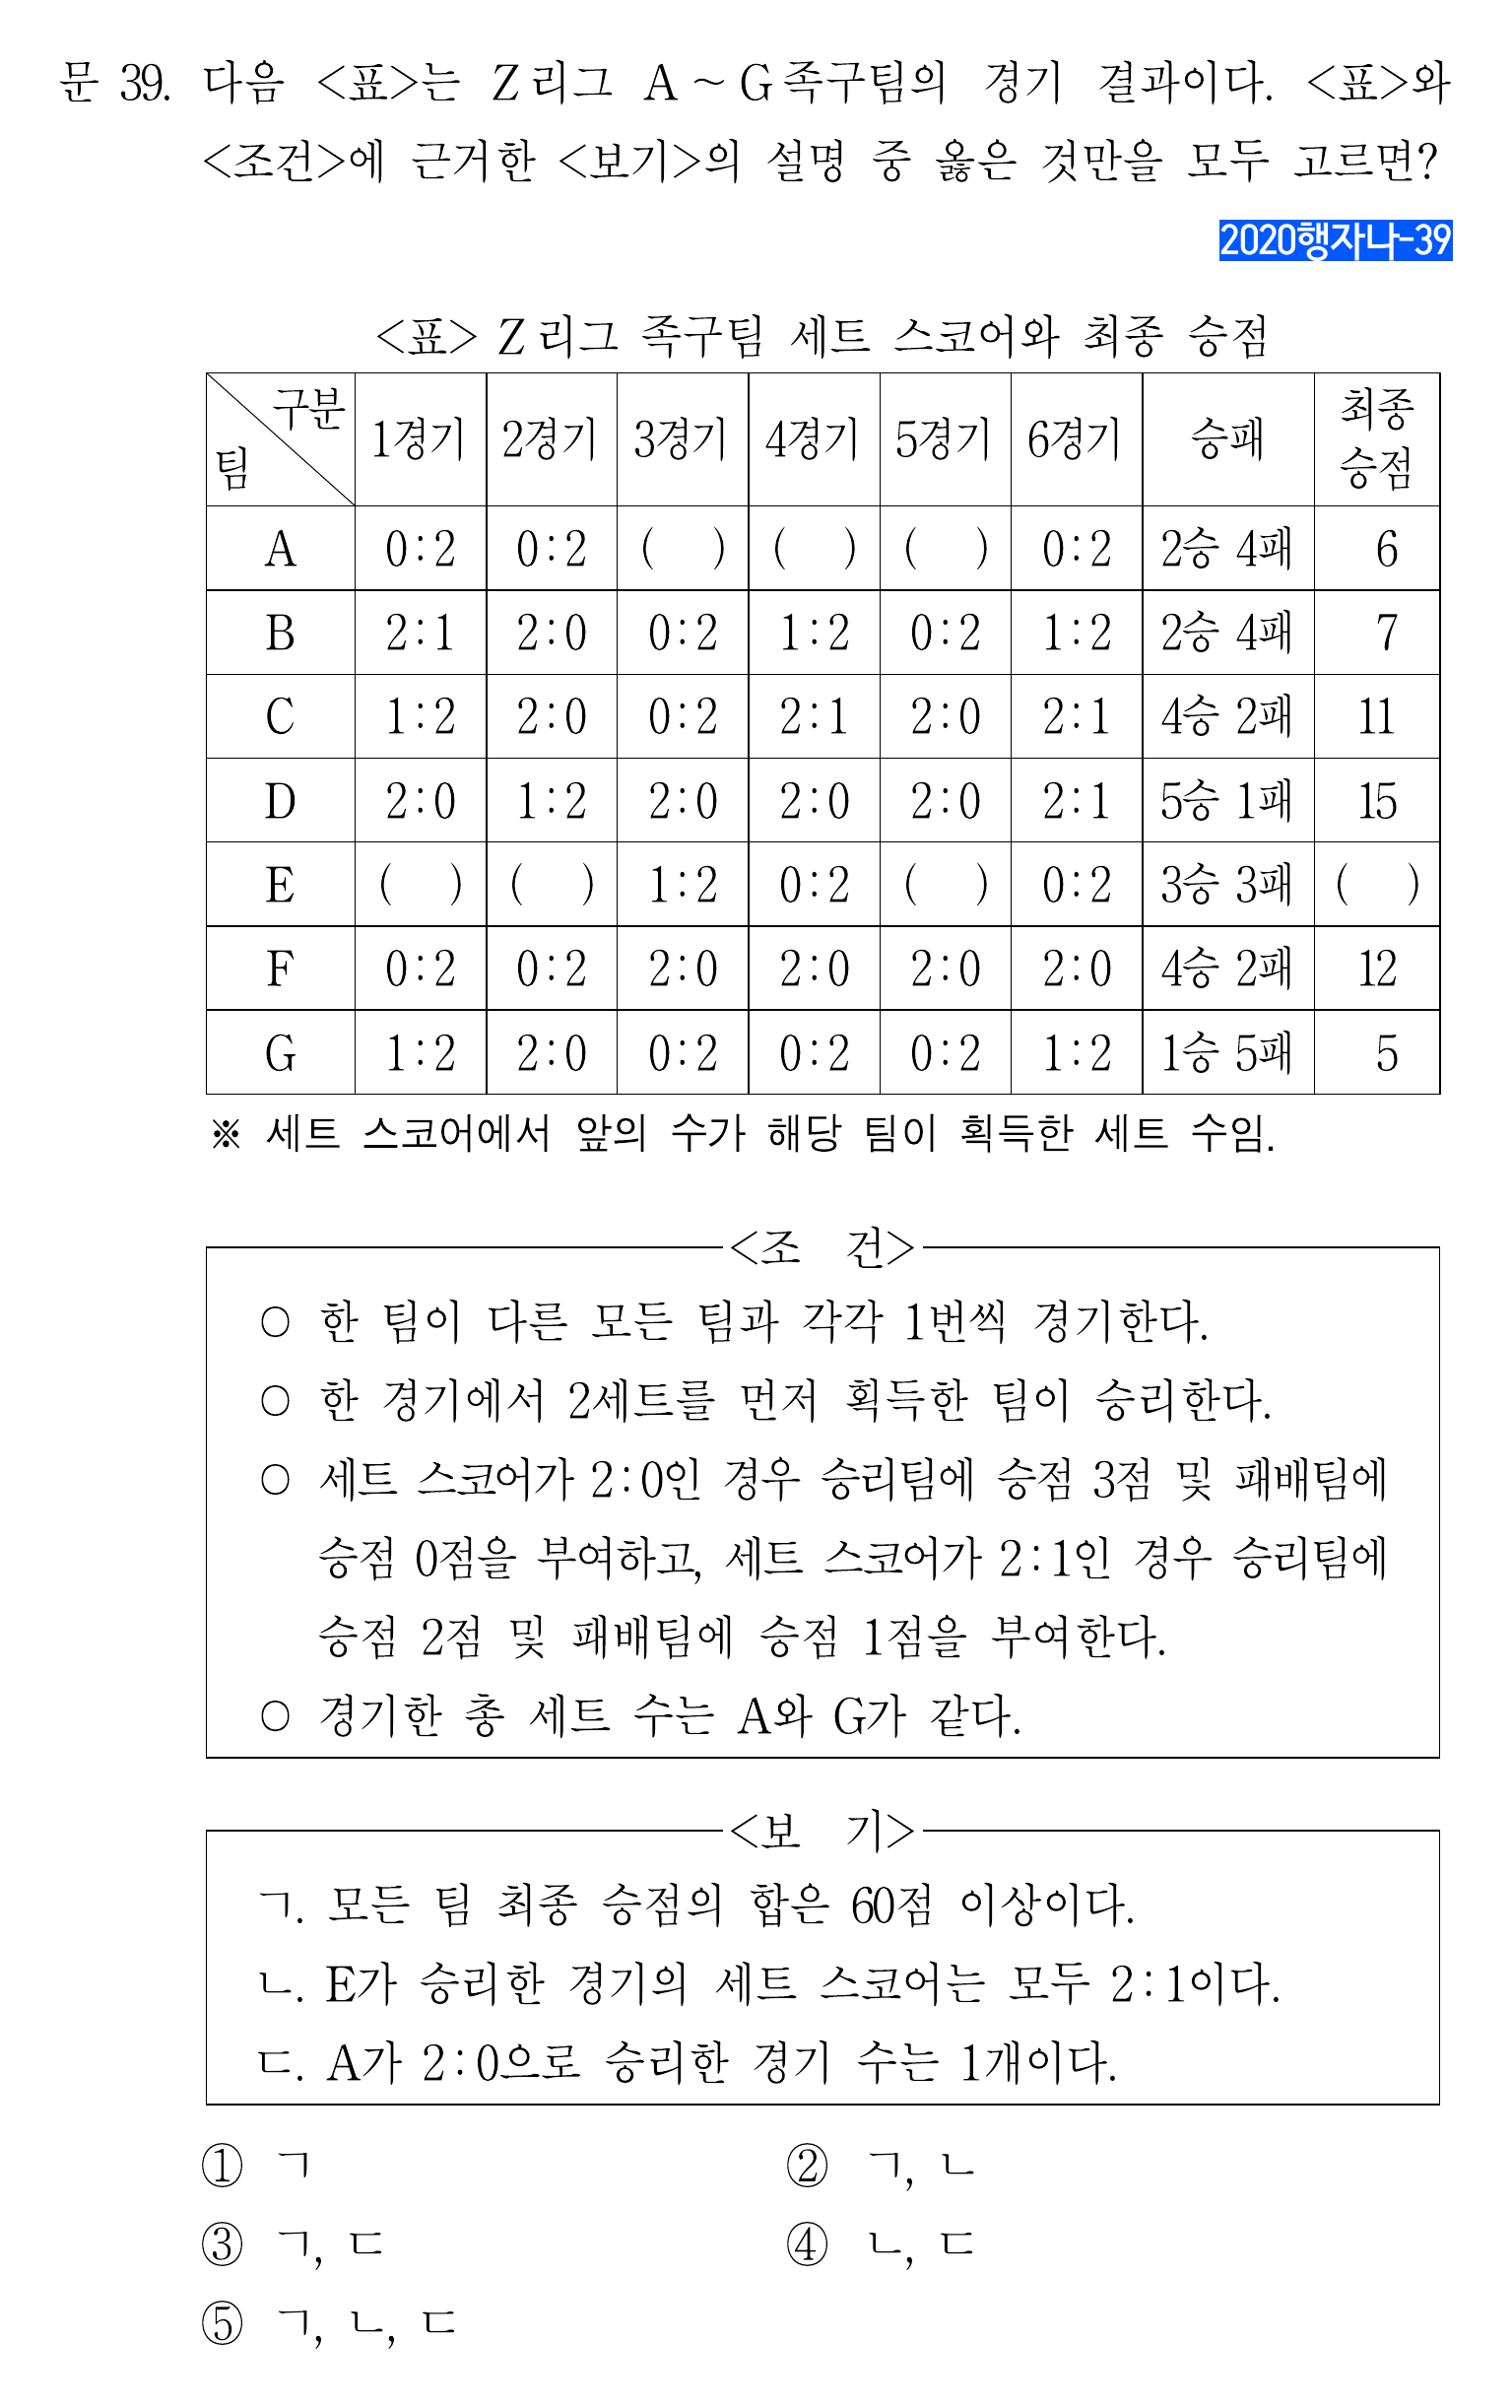 문 39. 다음 <표>는 Z리그 A～G족구팀의 경기 결과이다. <표>와
<조건>에 근거한 <보기>의 설명 중 옳은 것만을 모두 고르면?
2020행자나-39
<표> Z리그 족구팀 세트 스코어와 최종 승점
구분 팀 1경기 2경기 3경기 4경기 5경기 6경기 승패 최종 승점
A 0:2 0:2 ( ) ( ) ( ) 0:2 2승 4패 6
B 2:1 2:0 0:2 1:2 0:2 1:2 2승 4패 7
C 1:2 2:0 0:2 2:1 2:0 2:1 4승 2패 11
D 2:0 1:2 2:0 2:0 2:0 2:1 5승 1패 15
E ( ) ( ) 1:2 0:2 ( ) 0:2 3승 3패 ( )
F 0:2 0:2 2:0 2:0 2:0 2:0 4승 2패 12
G 1:2 2:0 0:2 0:2 0:2 1:2 1승 5패 5
※ 세트 스코어에서 앞의 수가 해당 팀이 획득한 세트 수임.
<조 건>
○ 한 팀이 다른 모든 팀과 각각 1번씩 경기한다.
○ 한 경기에서 2세트를 먼저 획득한 팀이 승리한다.
○ 세트 스코어가 2:0인 경우 승리팀에 승점 3점 및 패배팀에
승점 0점을 부여하고, 세트 스코어가 2:1인 경우 승리팀에
승점 2점 및 패배팀에 승점 1점을 부여한다.
○ 경기한 총 세트 수는 A와 G가 같다.
<보 기>
ㄱ. 모든 팀 최종 승점의 합은 60점 이상이다.
ㄴ. E가 승리한 경기의 세트 스코어는 모두 2:1이다.
ㄷ. A가 2:0으로 승리한 경기 수는 1개이다.
① ㄱ ② ㄱ, ㄴ
③ ㄱ, ㄷ ④ ㄴ, ㄷ
⑤ ㄱ, ㄴ, ㄷ